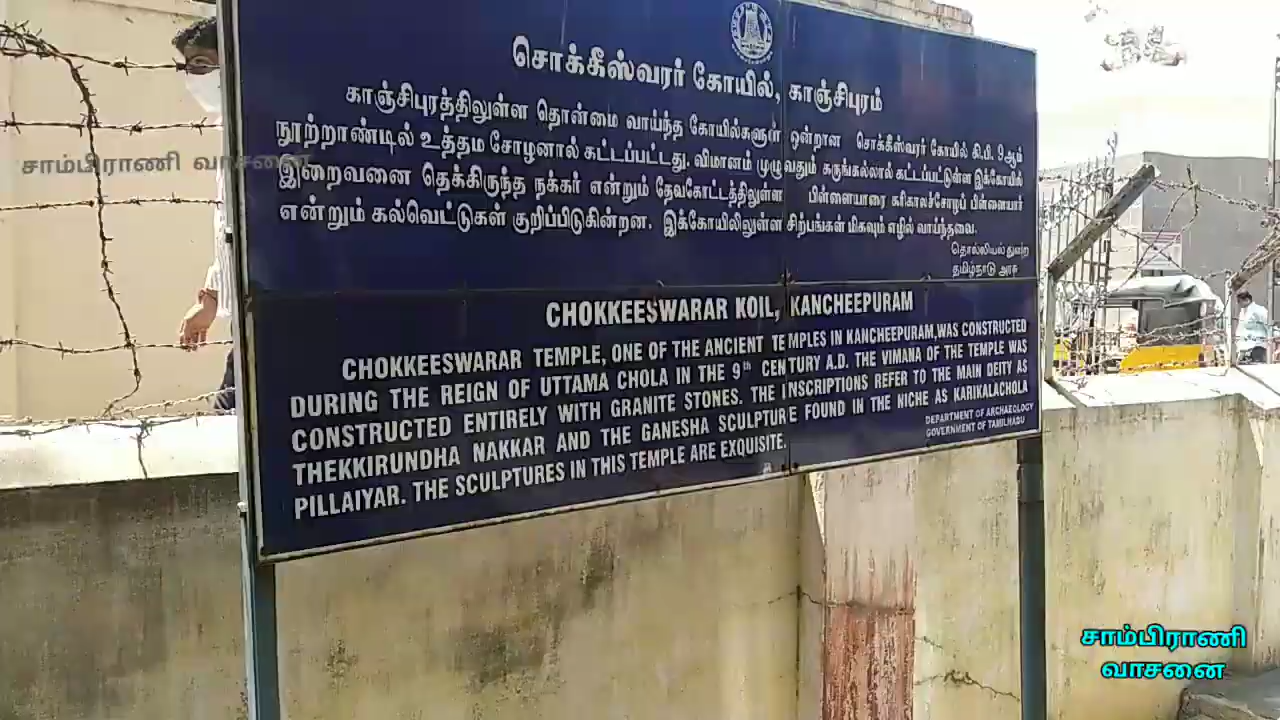 சொக்கீஸ்வரர் கோயில், காஞ்சிபுரம்
காஞ்சிபுரத்திலுள்ள தொன்மை வாய்ந்த கோயில்களுள் ஒன்றான சொக்கீஸ்வரர் கோயில் கி.பி. 9ஆம்
நூற்றாண்டில் உத்தம சோழனால் கட்டப்பட்டது. விமானம் முழுவதும் கருங்கல்லால் கட்டப்பட்டுள்ள இக்கோயில்
இறைவனை தெக்கிருந்த நக்கர் என்றும் தேவகோட்டத்திலுள்ள பிள்ளையாரை கரிகாலச்சோழப் பிள்ளையார்
என்றும் கல்வெட்டுகள் குறிப்பிடுகின்றன. இக்கோயிலிலுள்ள சிற்பங்கள் மிகவும் எழில் வாய்ந்தவை.
தொல்லியல் துறை
தமிழ்நாடு அரசு
CHOKKEESWARAR KOIL, KANCHEEPURAM
CHOKKEESWARAR TEMPLE, ONE OF THE ANCIENT TEMPLES IN KANCHEEPURAM,WAS CONSTRUCTED
DURING THE REIGN OF UTTAMA CHOLA IN THE 9th CENTURY A.D. THE VIMANA OF THE TEMPLE WAS
CONSTRUCTED ENTIRELY WITH GRANITE STONES. THE INSCRIPTIONS REFER TO THE MAIN DEITY AS
THEKKIRUNDHA NAKKAR AND THE GANESHA SCULPTURE FOUND IN THE NICHE AS KARIKALACHOLA
PILLAIYAR. THE SCULPTURES IN THIS TEMPLE ARE EXQUISITE.
DEPARTMENT OF ARCHAEOLOGY
GOVERNMENT OF TAMILNADU
சாம்பிராணி வாசனை
சாம்பிராணி
வாசனை